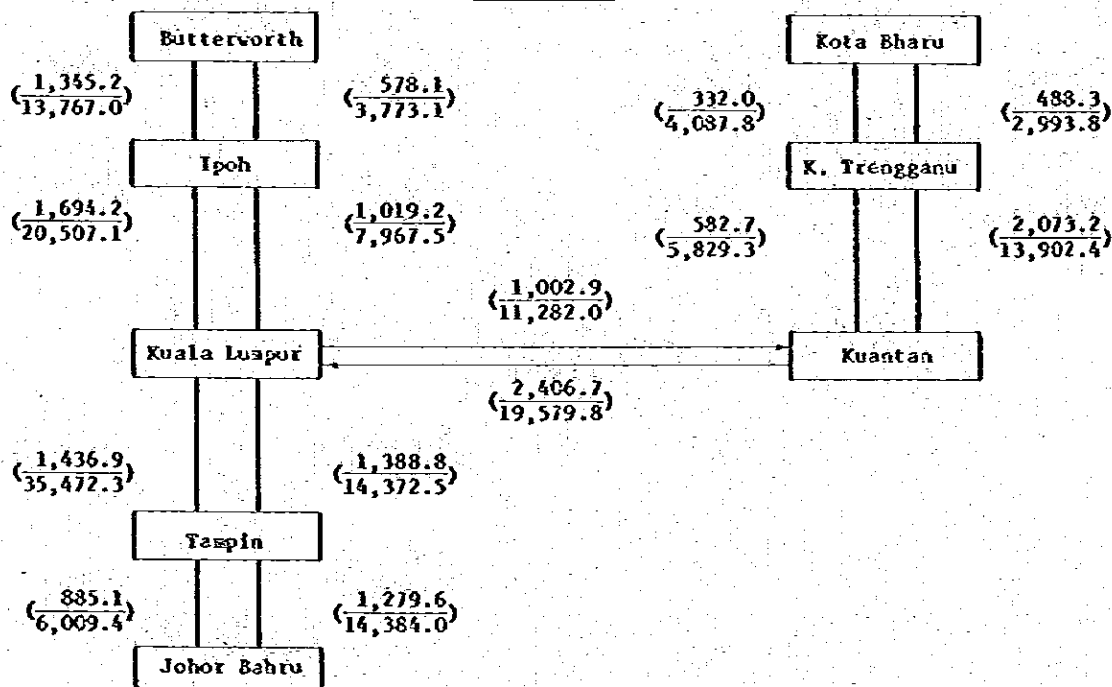 Butterworth
Kota Bharu
(1,345.2/13,767.0)
(578.1/3,773.1)
(332.0/4,087.8)
(488.3/2,993.8)
Ipoh
K. Trengganu
(1,694.2/20,507.1)
(1,019.2/7,967.5)
(582.7/5,829.3)
(2,073.2/13,902.4)
(1,002.9/11,282.0)
Kuala Lumpur
Kuantan
(2,406.7/19,579.8)
(1,436.9/35,472.3)
(1,388.8/14,372.5)
Tampin
(885.1/6,009.4)
(1,279.6/14,384.0)
Johor Bahru